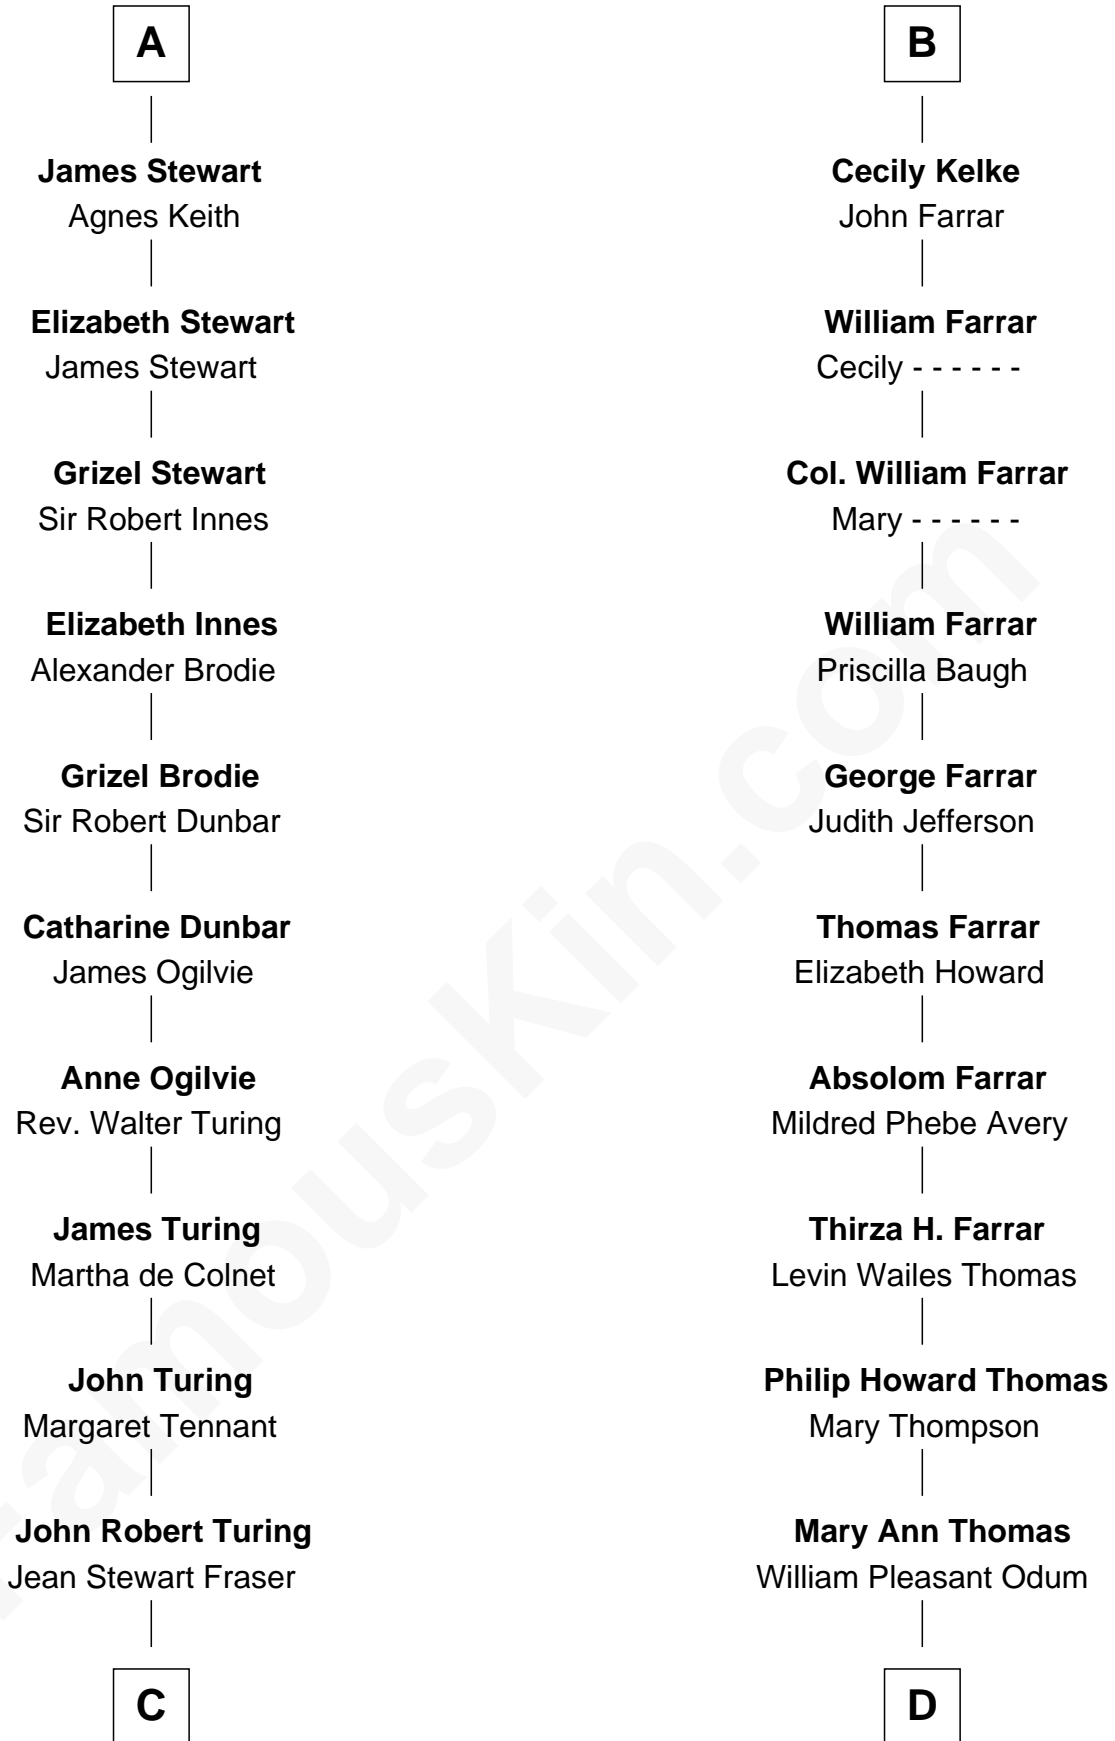 A
James Stewart
Agnes Keith
Elizabeth Stewart
James Stewart
Grizel Stewart
Sir Robert Innes
Elizabeth Innes
Alexander Brodie
Grizel Brodie
Sir Robert Dunbar
Catharine Dunbar
James Ogilvie
Anne Ogilvie
Rev. Walter Turing
James Turing
Martha de Colnet
John Turing
Margaret Tennant
John Robert Turing
Jean Stewart Fraser
C
B
Cecily Kelke
John Farrar
William Farrar
Cecily - - - - - -
Col. William Farrar
Mary - - - - - -
William Farrar
Priscilla Baugh
George Farrar
Judith Jefferson
Thomas Farrar
Elizabeth Howard
Absolom Farrar
Mildred Phebe Avery
Thirza H. Farrar
Levin Wailes Thomas
Philip Howard Thomas
Mary Thompson
Mary Ann Thomas
William Pleasant Odum
D
FamousKin.com